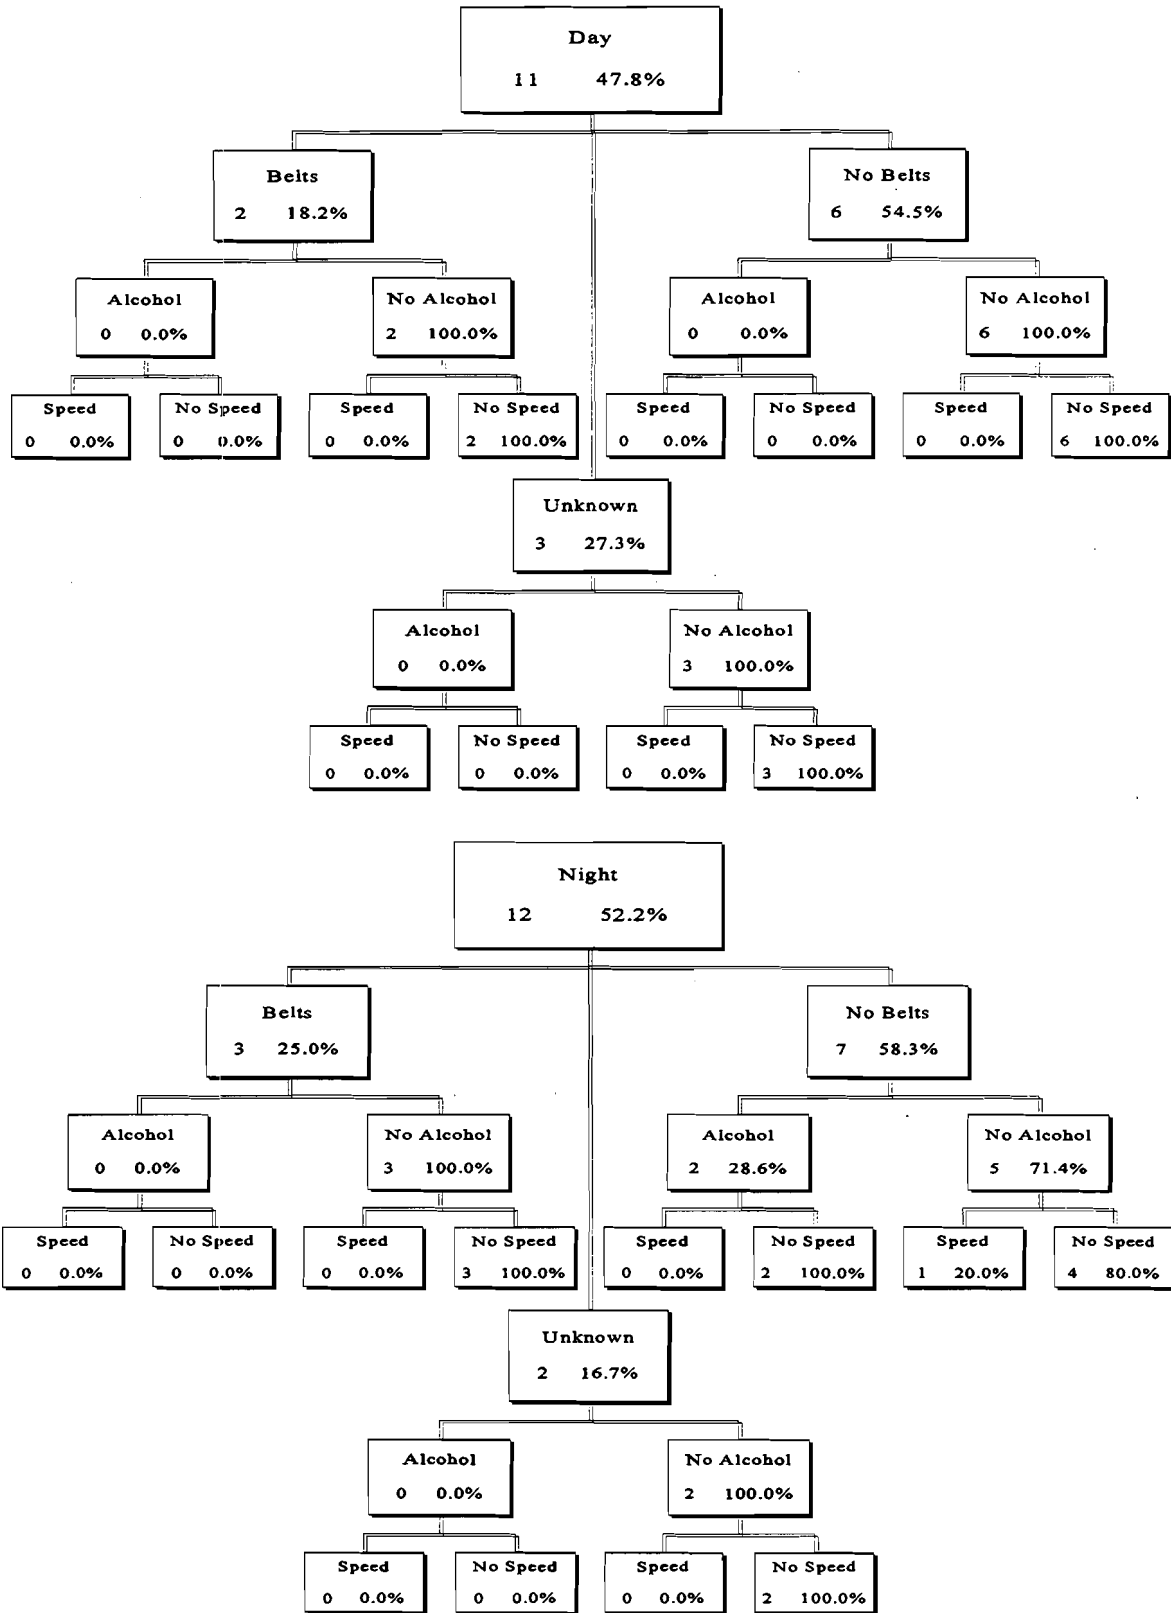 Day
11 47.8%
Belts No Belts
2 18.2% 6 54.5%
Alcohol No Alcohol Alcohol No Alcohol
0 0.0% 2 100.0% 0 0.0% 6 100.0%
Speed No Speed Speed No Speed Speed No Speed Speed No Speed
0 0.0% 0 0.0% 0 0.0% 2 100.0% 0 0.0% 0 0.0% 0 0.0% 6 100.0%
Unknown
3 27.3%
Alcohol No Alcohol
0 0.0% 3 100.0%
Speed No Speed Speed No Speed
0 0.0% 0 0.0% 0 0.0% 3 100.0%
Night
12 52.2%
Belts No Belts
3 25.0% 7 58.3%
Alcohol No Alcohol Alcohol No Alcohol
0 0.0% 3 100.0% 2 28.6% 5 71.4%
Speed No Speed Speed No Speed Speed No Speed Speed No Speed
0 0.0% 0 0.0% 0 0.0% 3 100.0% 0 0.0% 2 100.0% 1 20.0% 4 80.0%
Unknown
2 16.7%
Alcohol No Alcohol
0 0.0% 2 100.0%
Speed No Speed Speed No Speed
0 0.0% 0 0.0% 0 0.0% 2 100.0%